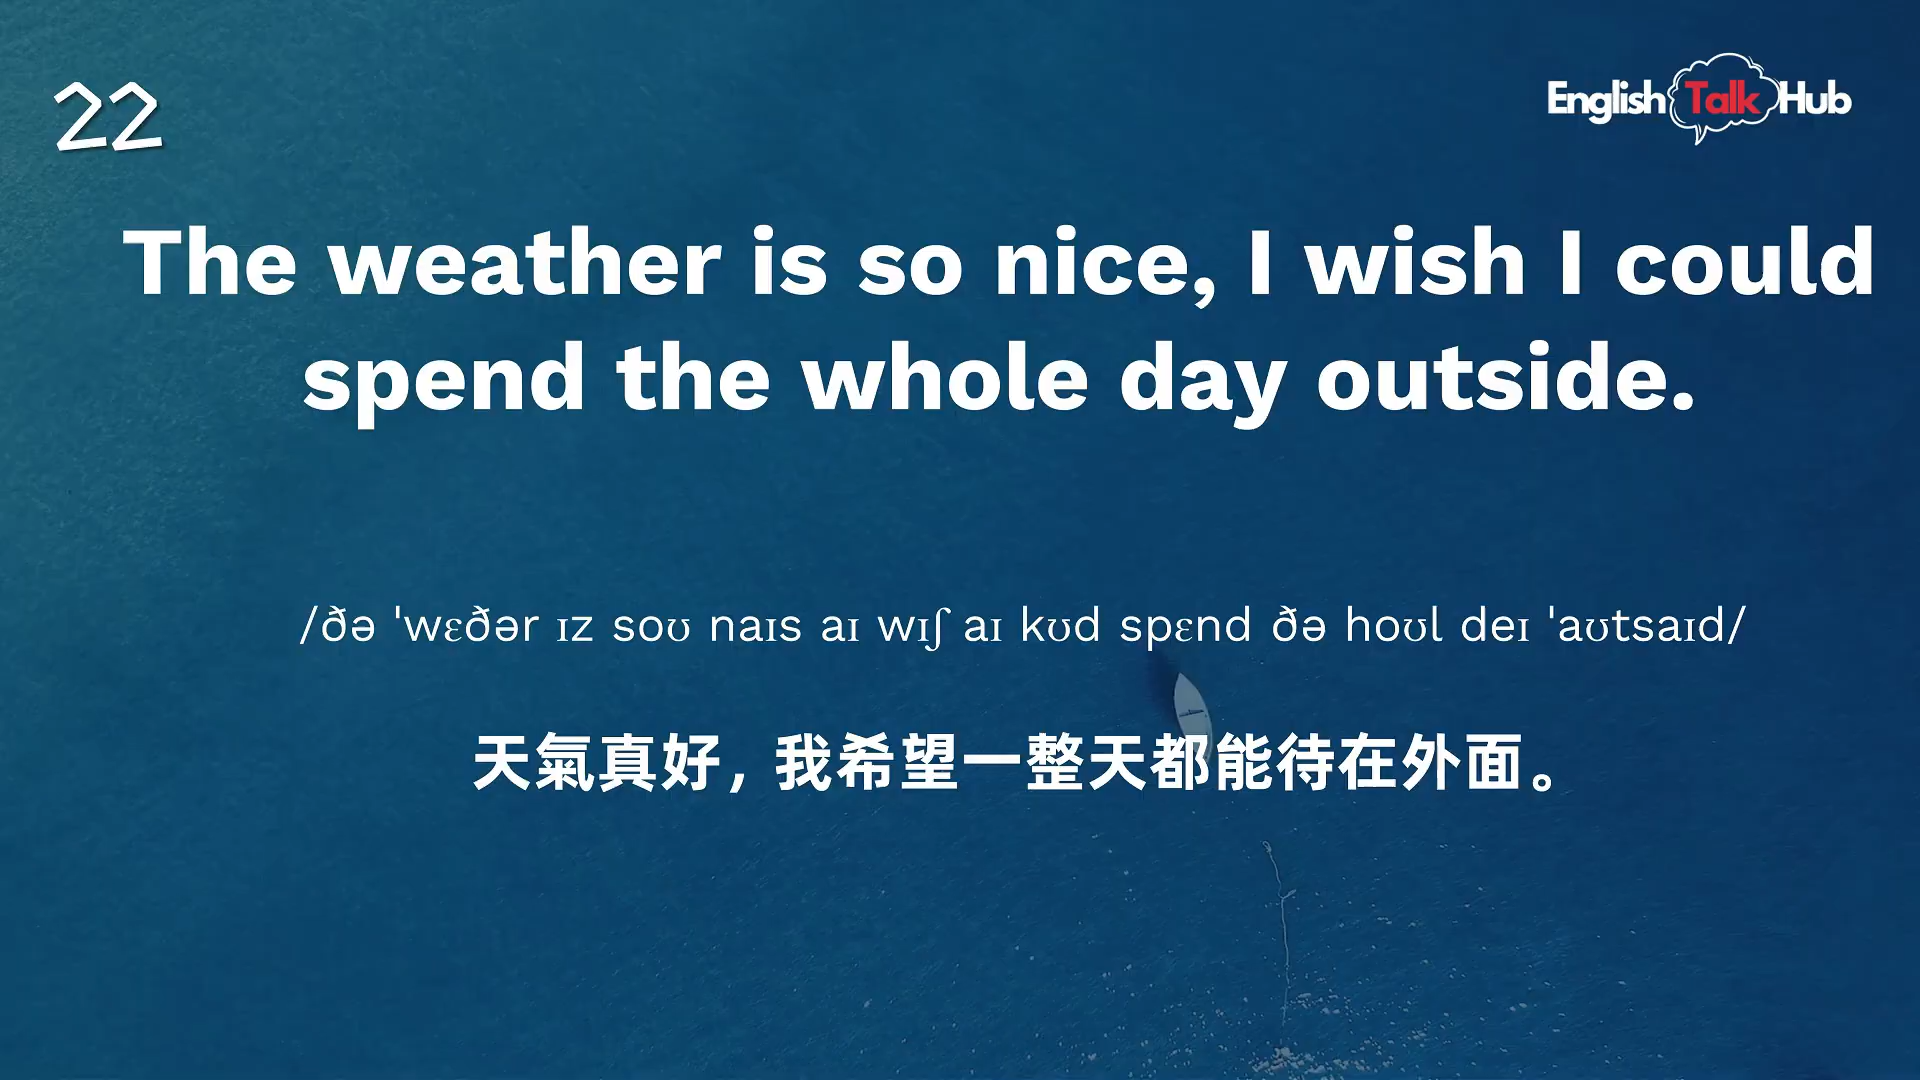 22
English Talk Hub
The weather is so nice, I wish I could
spend the whole day outside.
/ðə 'wɛðər ɪz soʊ naɪs aɪ wɪʃ aɪ kʊd spɛnd ðə hoʊl deɪ 'aʊtsaɪd/
天氣真好，我希望一整天都能待在外面。